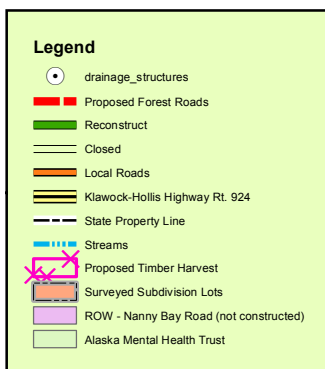 Legend
drainage_structures
Proposed Forest Roads
Reconstruct
Closed
Local Roads
Klawock-Hollis Highway Rt. 924
State Property Line
Streams
Proposed Timber Harvest
Surveyed Subdivision Lots
ROW - Nanny Bay Road (not constructed)
Alaska Mental Health Trust